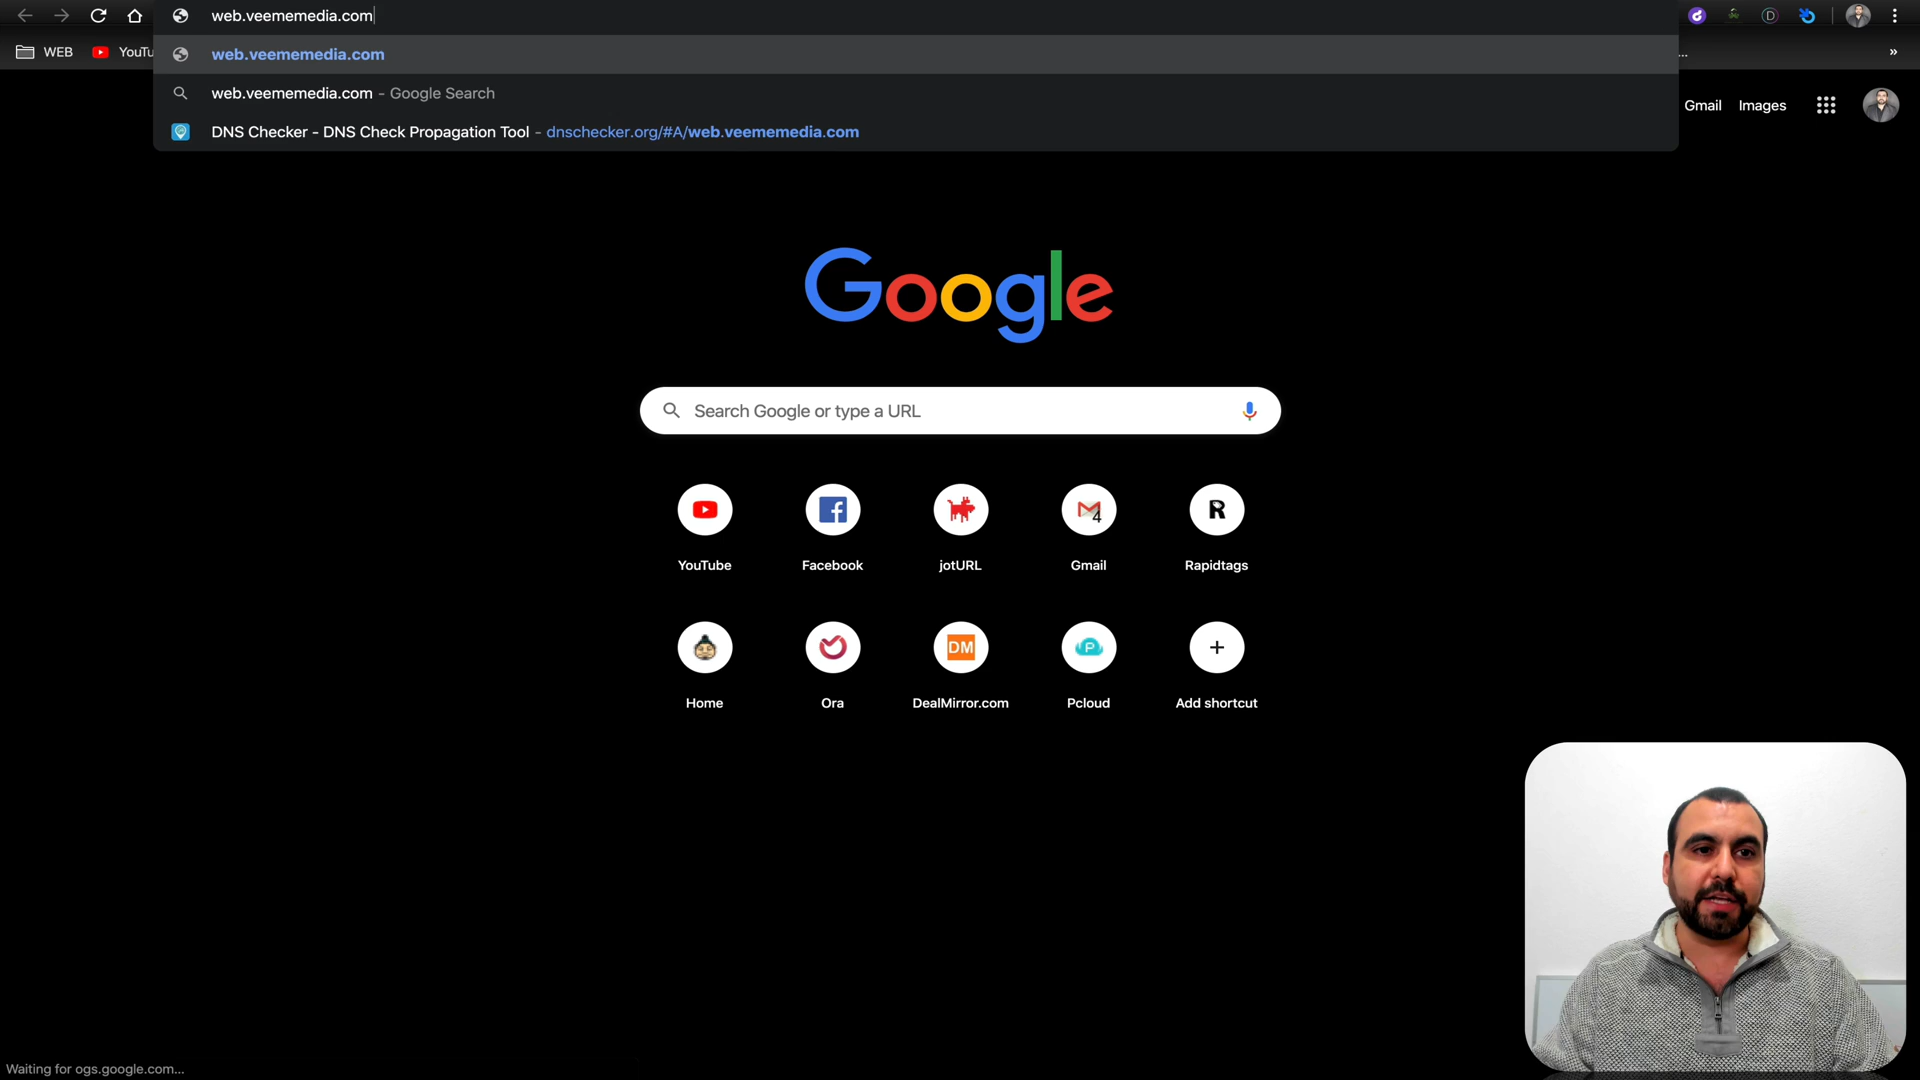 web.veememedia.com
WEB
YouTu
...
»
web.veememedia.com
web.veememedia.com - Google Search
DNS Checker - DNS Check Propagation Tool - dnschecker.org/#A/web.veememedia.com
Gmail
Images
Google
Search Google or type a URL
4
R
YouTube
Facebook
jotURL
Gmail
Rapidtags
DM
P
Home
Ora
DealMirror.com
Pcloud
Add shortcut
Waiting for ogs.google.com...